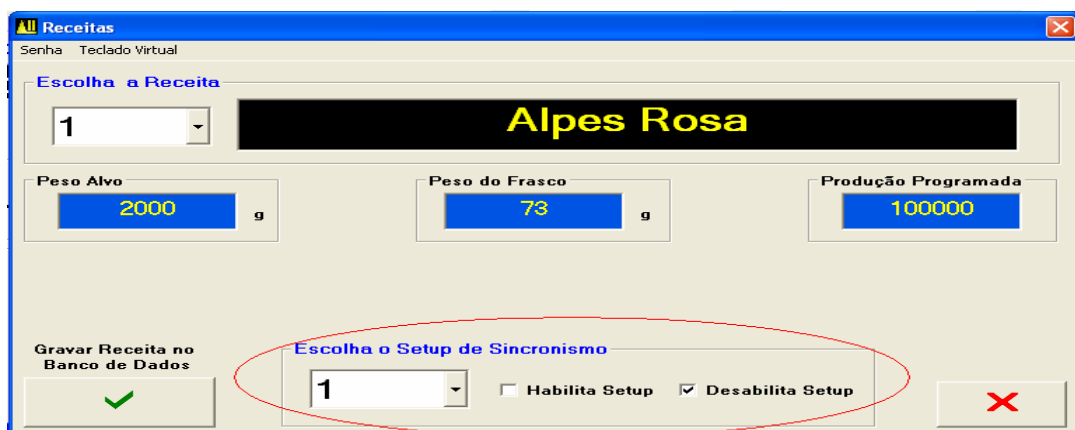 Receitas
Senha Teclado Virtual
Escolha a Receita
1 Alpes Rosa
Peso Alvo Peso do Frasco Produção Programada
2000 g 73 g 100000
Gravar Receita no
Banco de Dados
Escolha o Setup de Sincronismo
1 Habilita Setup Desabilita Setup